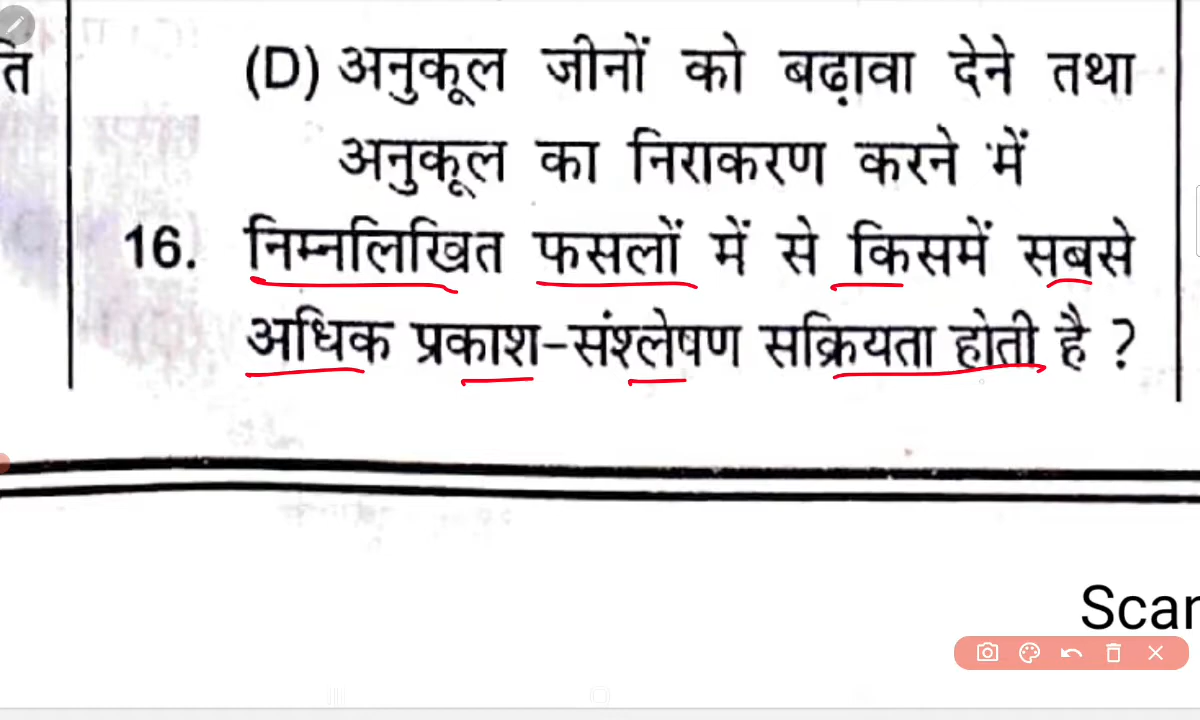 ति
(D) अनुकूल जीनों को बढ़ावा देने तथा
अनुकूल का निराकरण करने में
16. निम्नलिखित फसलों में से किसमें सबसे
अधिक प्रकाश-संश्लेषण सक्रियता होती है ?
Scan